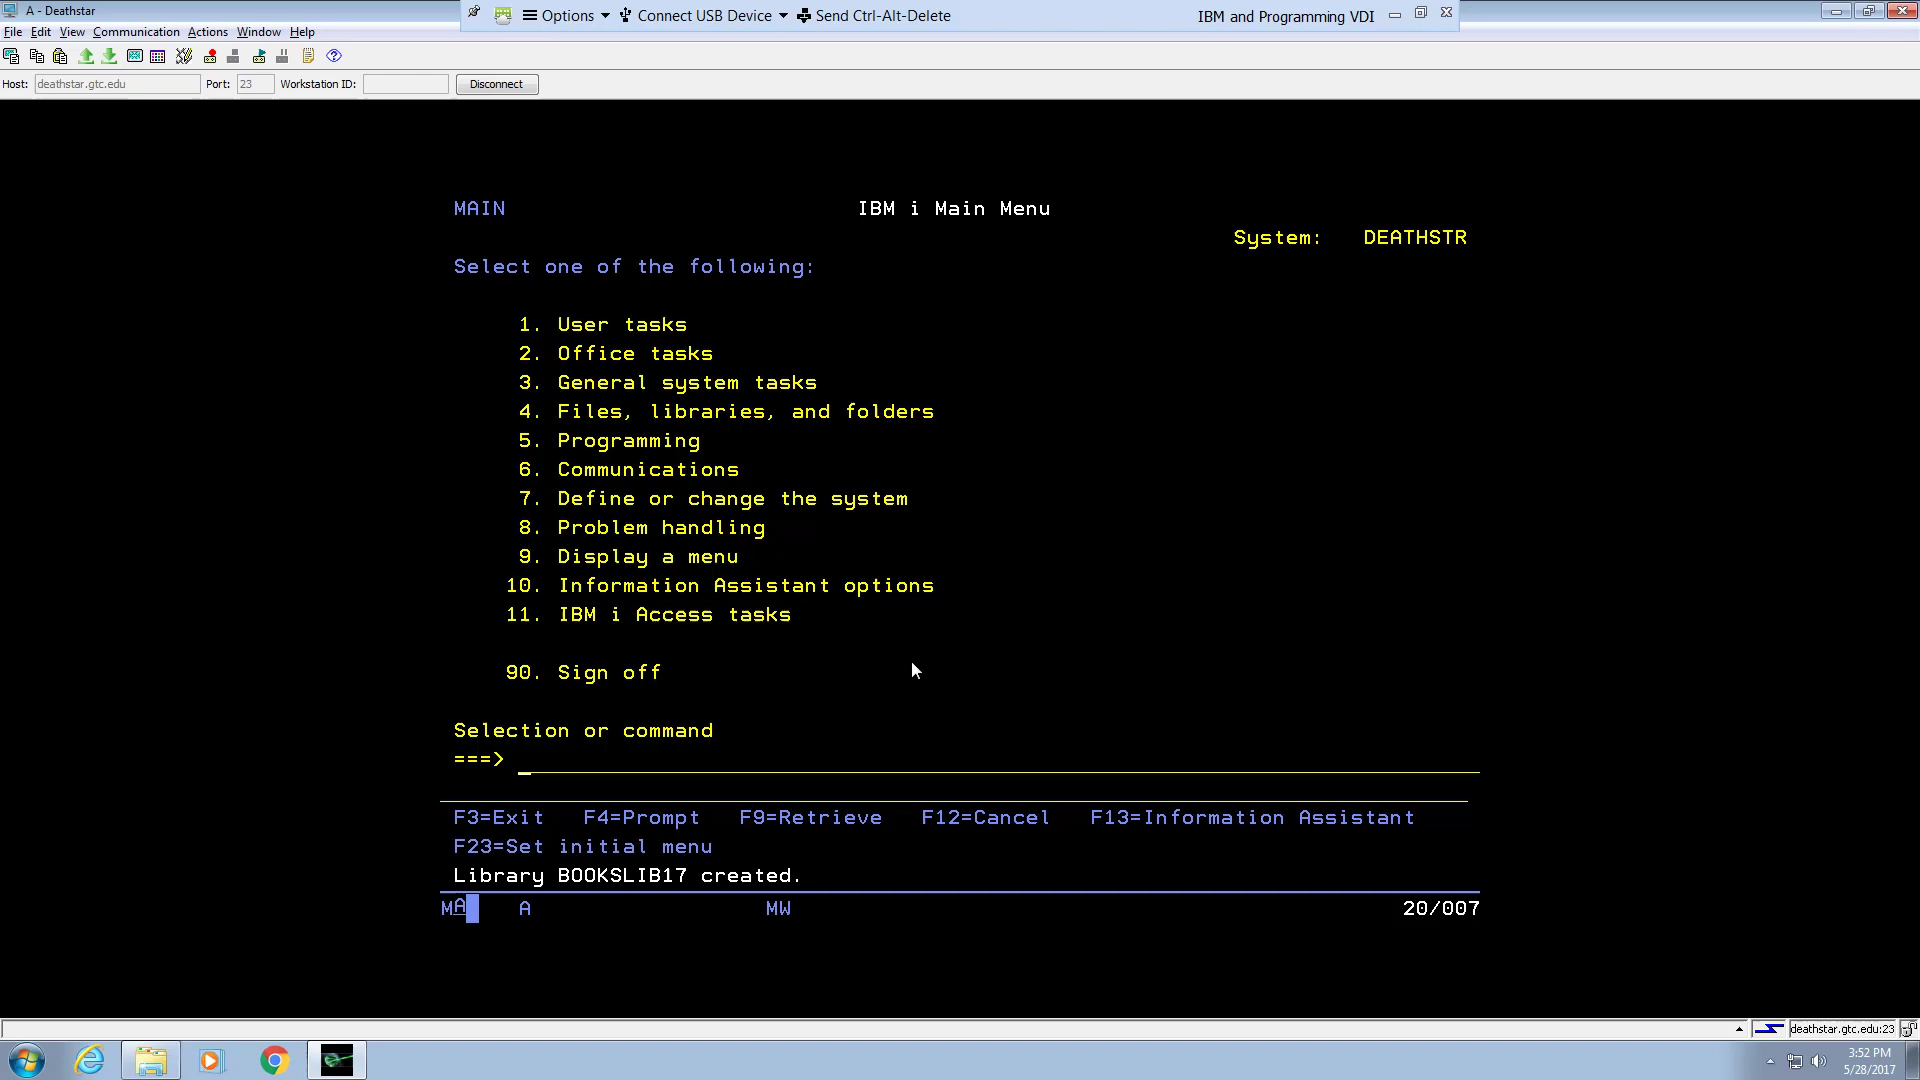 A - Deathstar
Options Connect USB Device Send Ctrl-Alt-Delete IBM and Programming VDI
File Edit View Communication Actions Window Help
Host: deathstar.gtc.edu Port: 23 Workstation ID: Disconnect
MAIN IBM i Main Menu
System: DEATHSTR
Select one of the following:
1. User tasks
2. Office tasks
3. General system tasks
4. Files, libraries, and folders
5. Programming
6. Communications
7. Define or change the system
8. Problem handling
9. Display a menu
10. Information Assistant options
11. IBM i Access tasks
90. Sign off
Selection or command
===>
F3=Exit F4=Prompt F9=Retrieve F12=Cancel F13=Information Assistant
F23=Set initial menu
Library BOOKSLIB17 created.
MA A MW 20/007
deathstar.gtc.edu:23
3:52 PM
5/28/2017